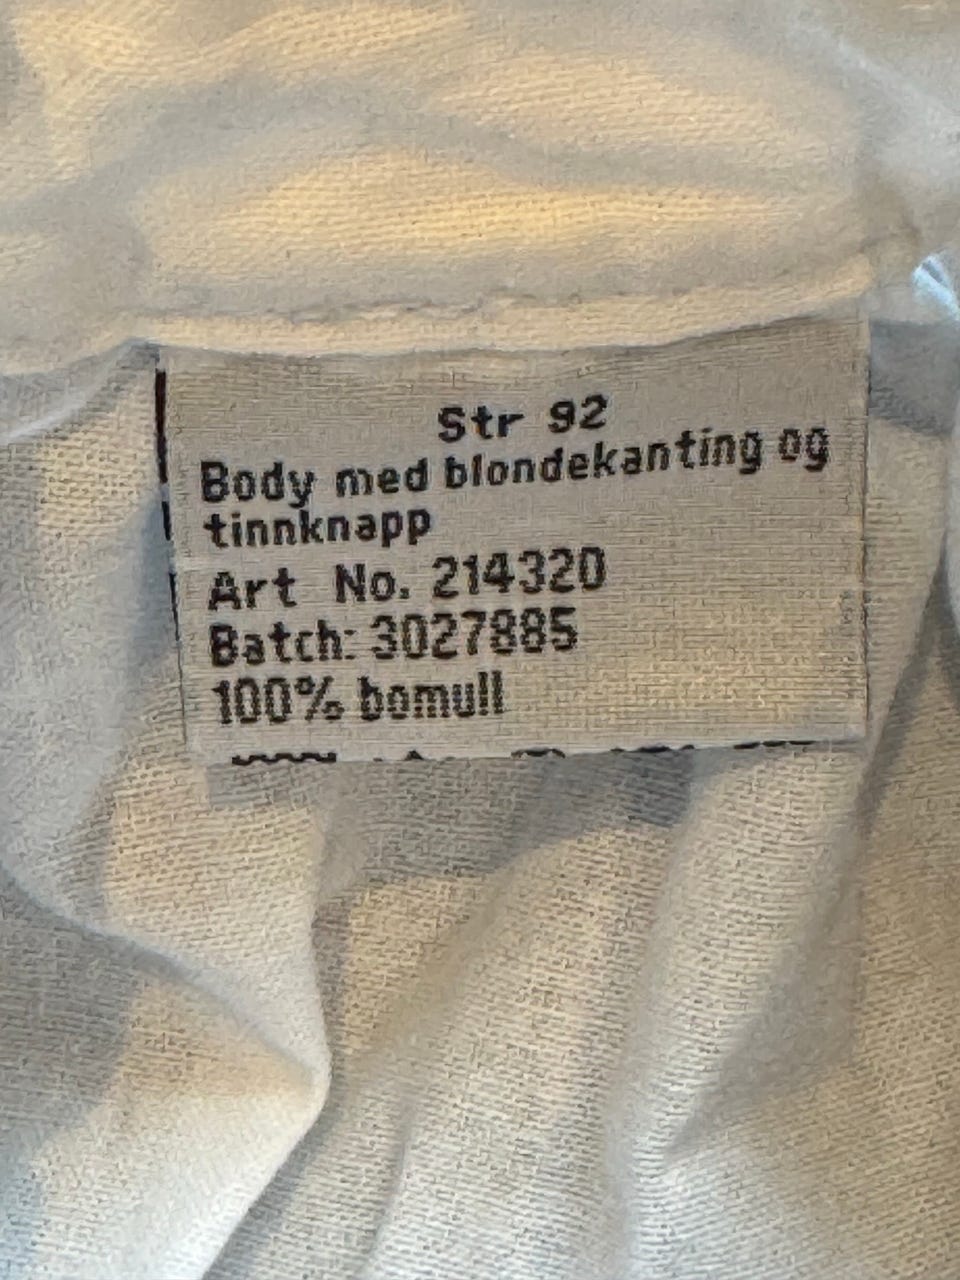 Str 92
Body med blondekanting og
tinnknapp
Art No. 214320
Batch: 3027885
100% bomull